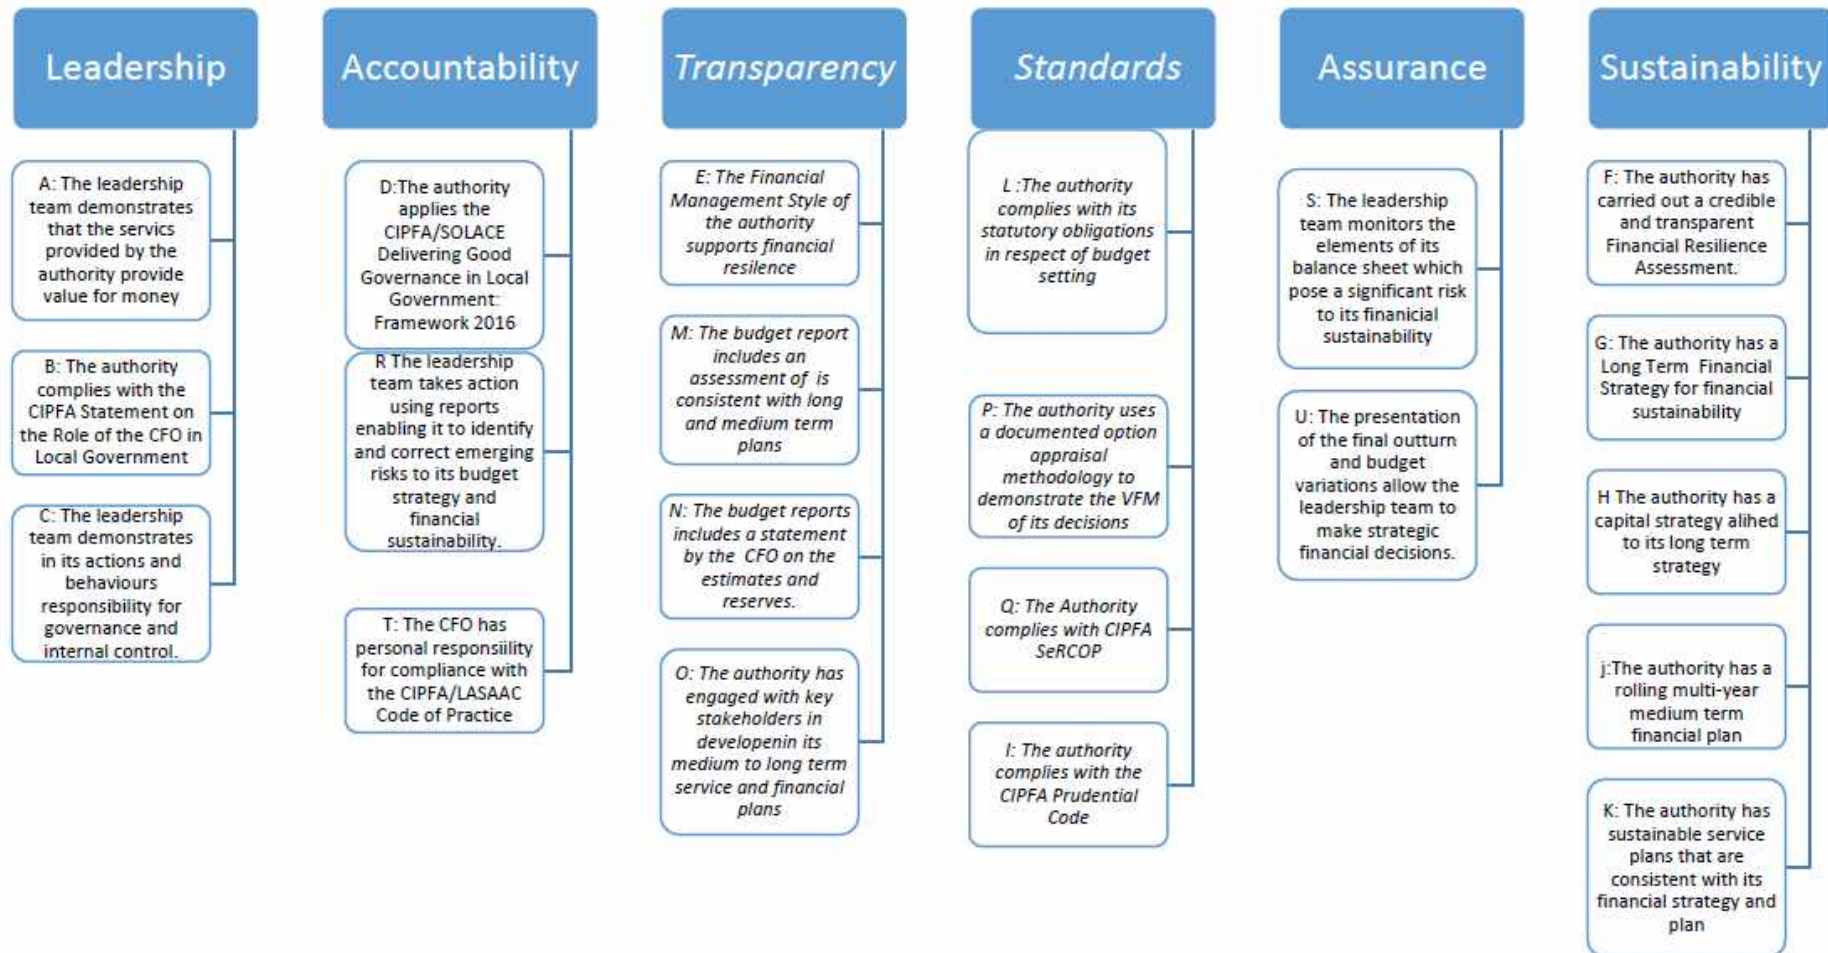 Leadership
A: The leadership
team demonstrates
that the servics
provided by the
authority provide
value for money
B: The authority
complies with the
CIPFA Statement on
the Role of the CFO in
Local Government
C: The leadership
team demonstrates
in its actions and
behaviours
responsibility for
governance and
internal control.
Accountability
D:The authority
applies the
CIPFA/SOLACE
Delivering Good
Governance in Local
Government:
Framework 2016
R The leadership
team takes action
using reports
enabling it to identify
and correct emerging
risks to its budget
strategy and
financial
sustainability.
T: The CFO has
personal responsiility
for compliance with
the CIPFA/LASAAC
Code of Practice
Transparency
E: The Financial
Management Style of
the authority
supports financial
resilence
M: The budget report
includes an
assessment of  is
consistent with long
and medium term
plans
N: The budget reports
includes a statement
by the  CFO on the
estimates and
reserves.
O: The authority has
engaged with key
stakeholders in
developenin its
medium to long term
service and financial
plans
Standards
L :The authority
complies with its
statutory obligations
in respect of budget
setting
P: The authority uses
a documented option
appraisal
methodology to
demonstrate the VFM
of its decisions
Q: The Authority
complies with CIPFA
SeRCOP
I: The authority
complies with the
CIPFA Prudential
Code
Assurance
S: The leadership
team monitors the
elements of its
balance sheet which
pose a significant risk
to its finanicial
sustainability
U: The presentation
of the final outturn
and budget
variations allow the
leadership team to
make strategic
financial decisions.
Sustainability
F: The authority has
carried out a credible
and transparent
Financial Resilience
Assessment.
G: The authority has a
Long Term  Financial
Strategy for financial
sustainability
H The authority has a
capital strategy alihed
to its long term
strategy
j:The authority has a
rolling multi-year
medium term
financial plan
K: The authority has
sustainable service
plans that are
consistent with its
financial strategy and
plan